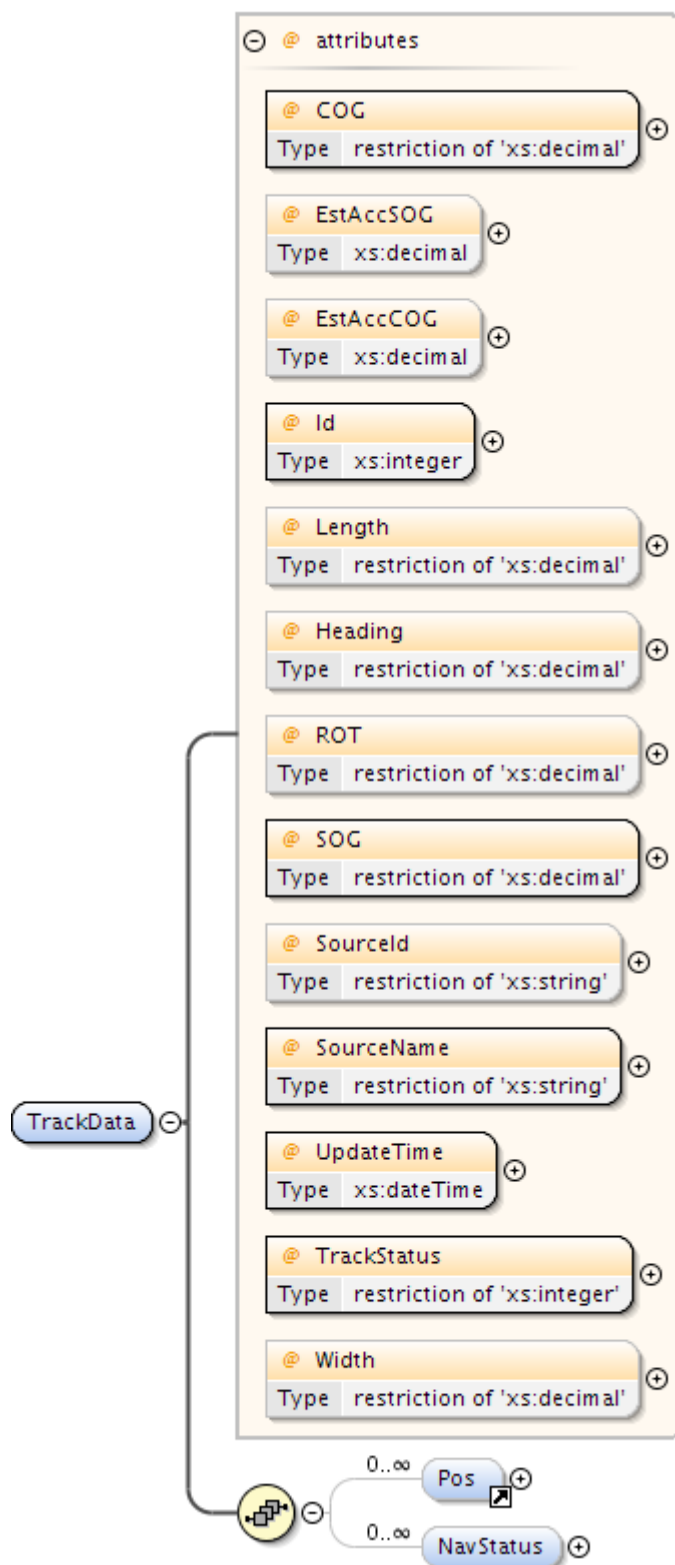 @ attributes
@ COG
Type restriction of 'xs:decimal'
@ EstAccSOG
Type xs:decimal
@ EstAccCOG
Type xs:decimal
@ Id
Type xs:integer
@ Length
Type restriction of 'xs:decimal'
@ Heading
Type restriction of 'xs:decimal'
@ ROT
Type restriction of 'xs:decimal'
@ SOG
Type restriction of 'xs:decimal'
@ SourceId
Type restriction of 'xs:string'
@ SourceName
Type restriction of 'xs:string'
TrackData
@ UpdateTime
Type xs:dateTime
@ TrackStatus
Type restriction of 'xs:integer'
@ Width
Type restriction of 'xs:decimal'
0..∞
Pos
0..∞
NavStatus